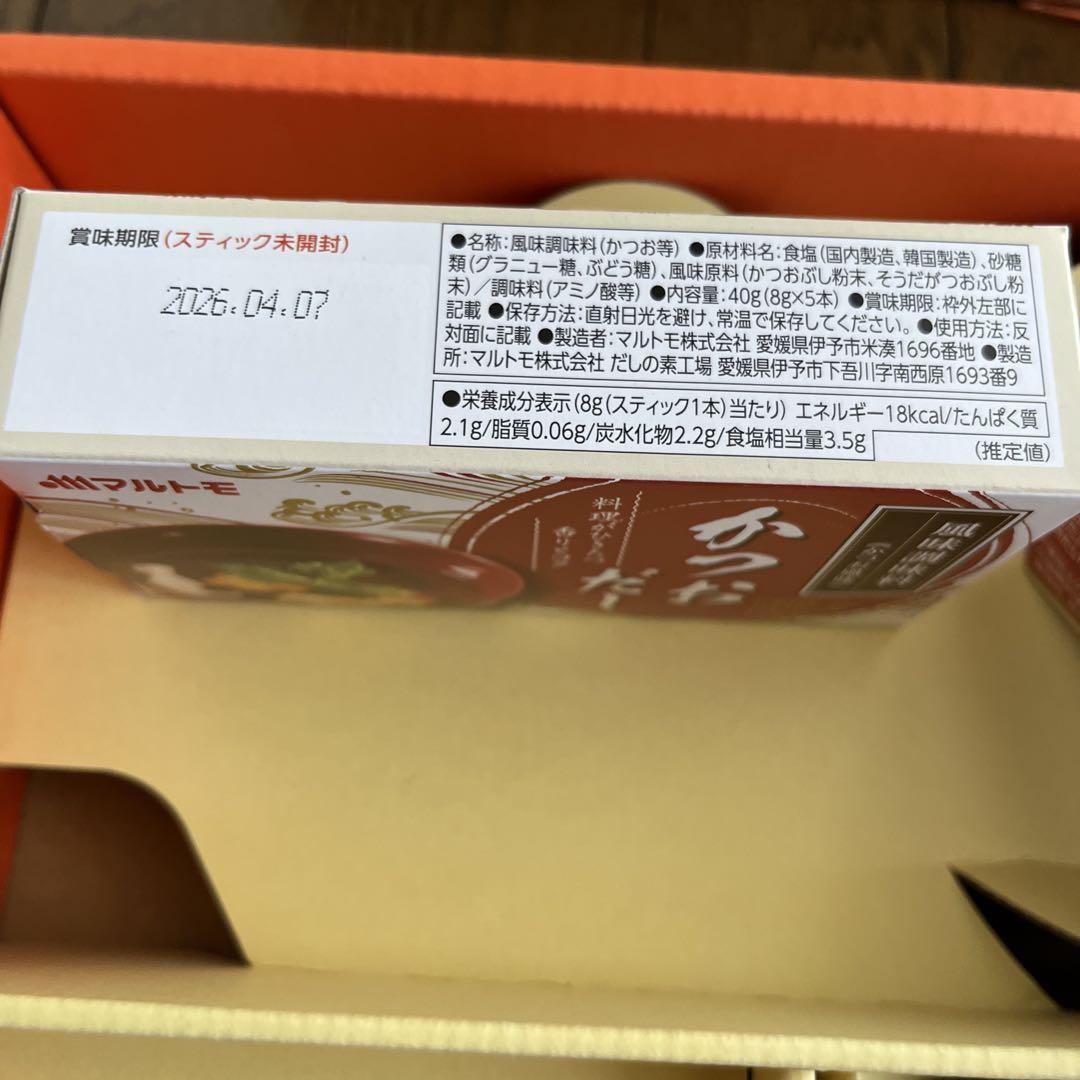 賞味期限(スティック未開封)
2026.04.07
●名称:風味調味料(かつお等) ●原材料名:食塩(国内製造、韓国製造)、砂糖
類(グラニュー糖、ぶどう糖)、風味原料(かつおぶし粉末、そうだがつおぶし粉
末)/調味料(アミノ酸等) ●内容量:40g(8g×5本) ●賞味期限:枠外左部に
記載 ●保存方法:直射日光を避け、常温で保存してください。 ●使用方法:反
対面に記載 ●製造者:マルトモ株式会社 愛媛県伊予市米湊1696番地 ●製造
所:マルトモ株式会社 だしの素工場 愛媛県伊予市下吾川字南西原1693番9
●栄養成分表示(8g(スティック1本)当たり) エネルギー18kcal/たんぱく質
2.1g/脂質0.06g/炭水化物2.2g/食塩相当量3.5g
(推定値)
マルトモ
風味調味料
かつお
だし